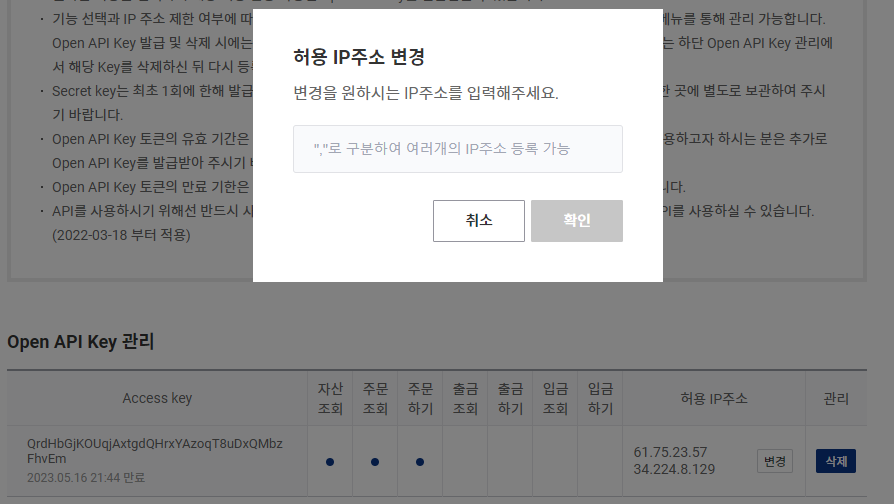 기능 선택과 IP 주소 제한 여부에 따
메뉴를 통해 관리 가능합니다.
Open API Key 발급 및 삭제 시에는
는 하단 Open API Key 관리에
서 해당 Key를 삭제하신 뒤 다시 등
Secret key는 최초 1회에 한해 발급
한 곳에 별도로 보관하여 주시
기 바랍니다.
Open API Key 토큰의 유효 기간은
용하고자 하시는 분은 추가로
Open API Key를 발급받아 주시기
Open API Key 토큰의 만료 기한은
니다.
API를 사용하시기 위해선 반드시 사
PI를 사용하실 수 있습니다.
(2022-03-18 부터 적용)
허용 IP주소 변경
변경을 원하시는 IP주소를 입력해주세요.
","로 구분하여 여러개의 IP주소 등록 가능
취소 확인
Open API Key 관리
Access key 자산 조회 주문 조회 주문 하기 출금 조회 출금 하기 입금 조회 입금 하기 허용 IP주소 관리
QrdHbGjKOUqjAxtgdQHrxYAzoqT8uDxQMbz
FhvEm
2023.05.16 21:44 만료
61.75.23.57
34.224.8.129
변경 삭제